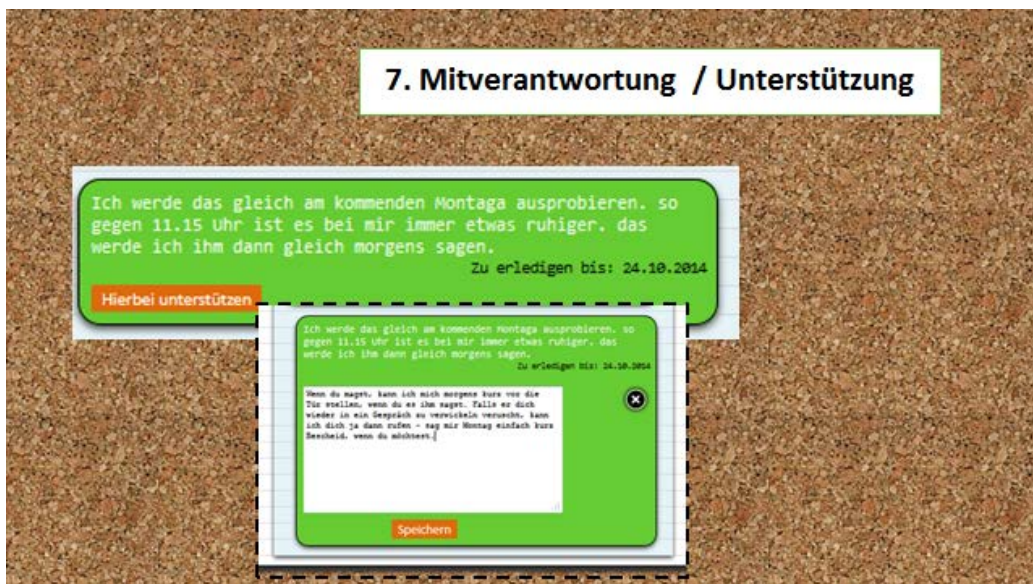 7. Mitverantwortung / Unterstützung
Ich werde das gleich am kommenden Montaga ausprobieren. so
gegen 11.15 Uhr ist es bei mir immer etwas ruhiger. das
werde ich ihm dann gleich morgens sagen.
Zu erledigen bis: 24.10.2014
Hierbei unterstützen
Ich werde das gleich am kommenden Montaga ausprobieren. so
gegen 11.15 Uhr ist es bei mir immer etwas ruhiger. das
werde ich ihm dann gleich morgens sagen.
Zu erledigen bis: 24.10.2014
Wenn du magst, kann ich mich morgens kurz vor die
Tür stellen, wenn du es ihm sagst. Falls er dich
wieder in ein Gespräch zu verwickeln versucht, kann
ich dich ja dann rufen - sag mir Montag einfach kurz
Bescheid, wenn du möchtest.
Speichern